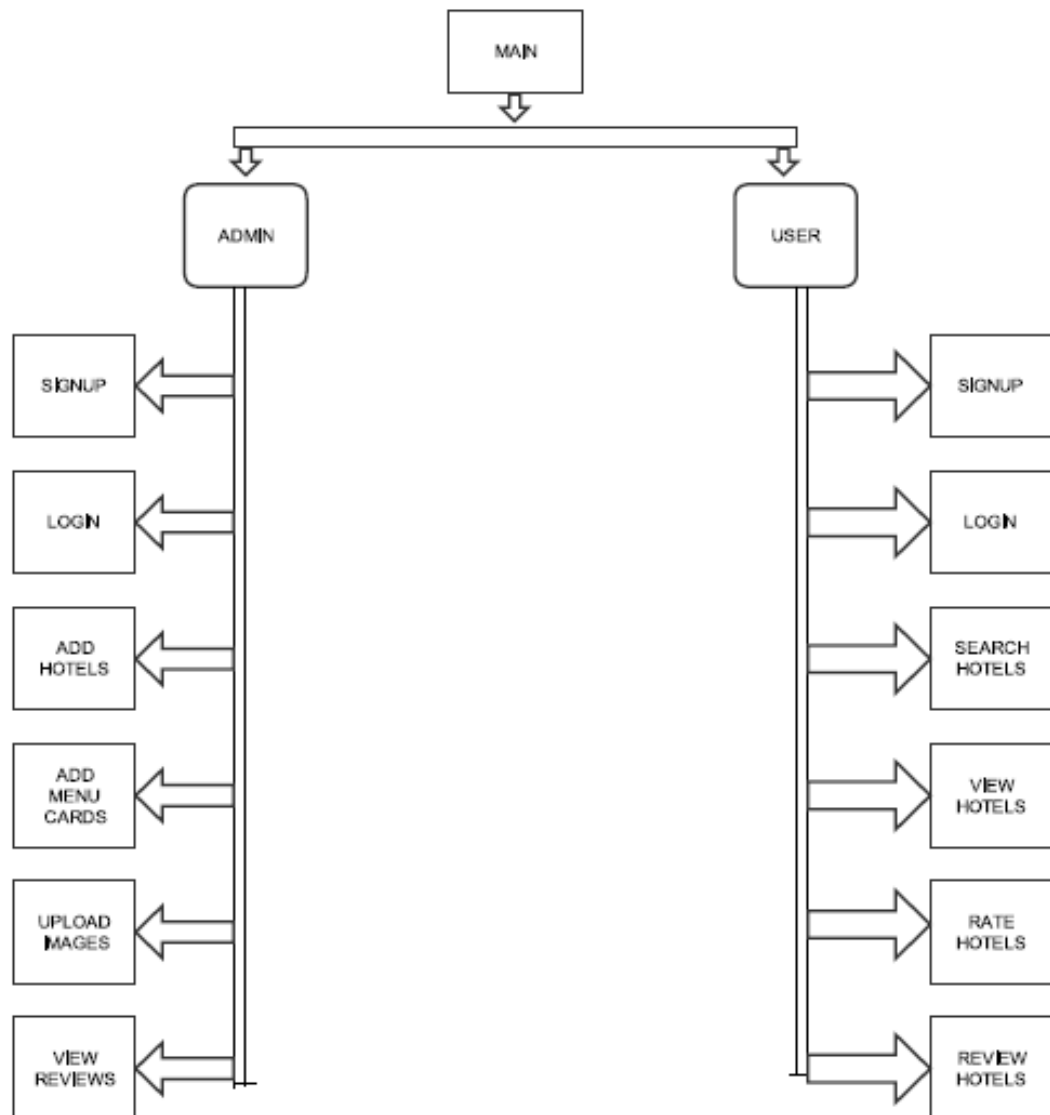 MAIN
ADMIN
USER
SIGNUP
SIGNUP
LOGIN
LOGIN
ADD
HOTELS
SEARCH
HOTELS
ADD
MENU
CARDS
VIEW
HOTELS
UPLOAD
IMAGES
RATE
HOTELS
VIEW
REVIEWS
REVIEW
HOTELS